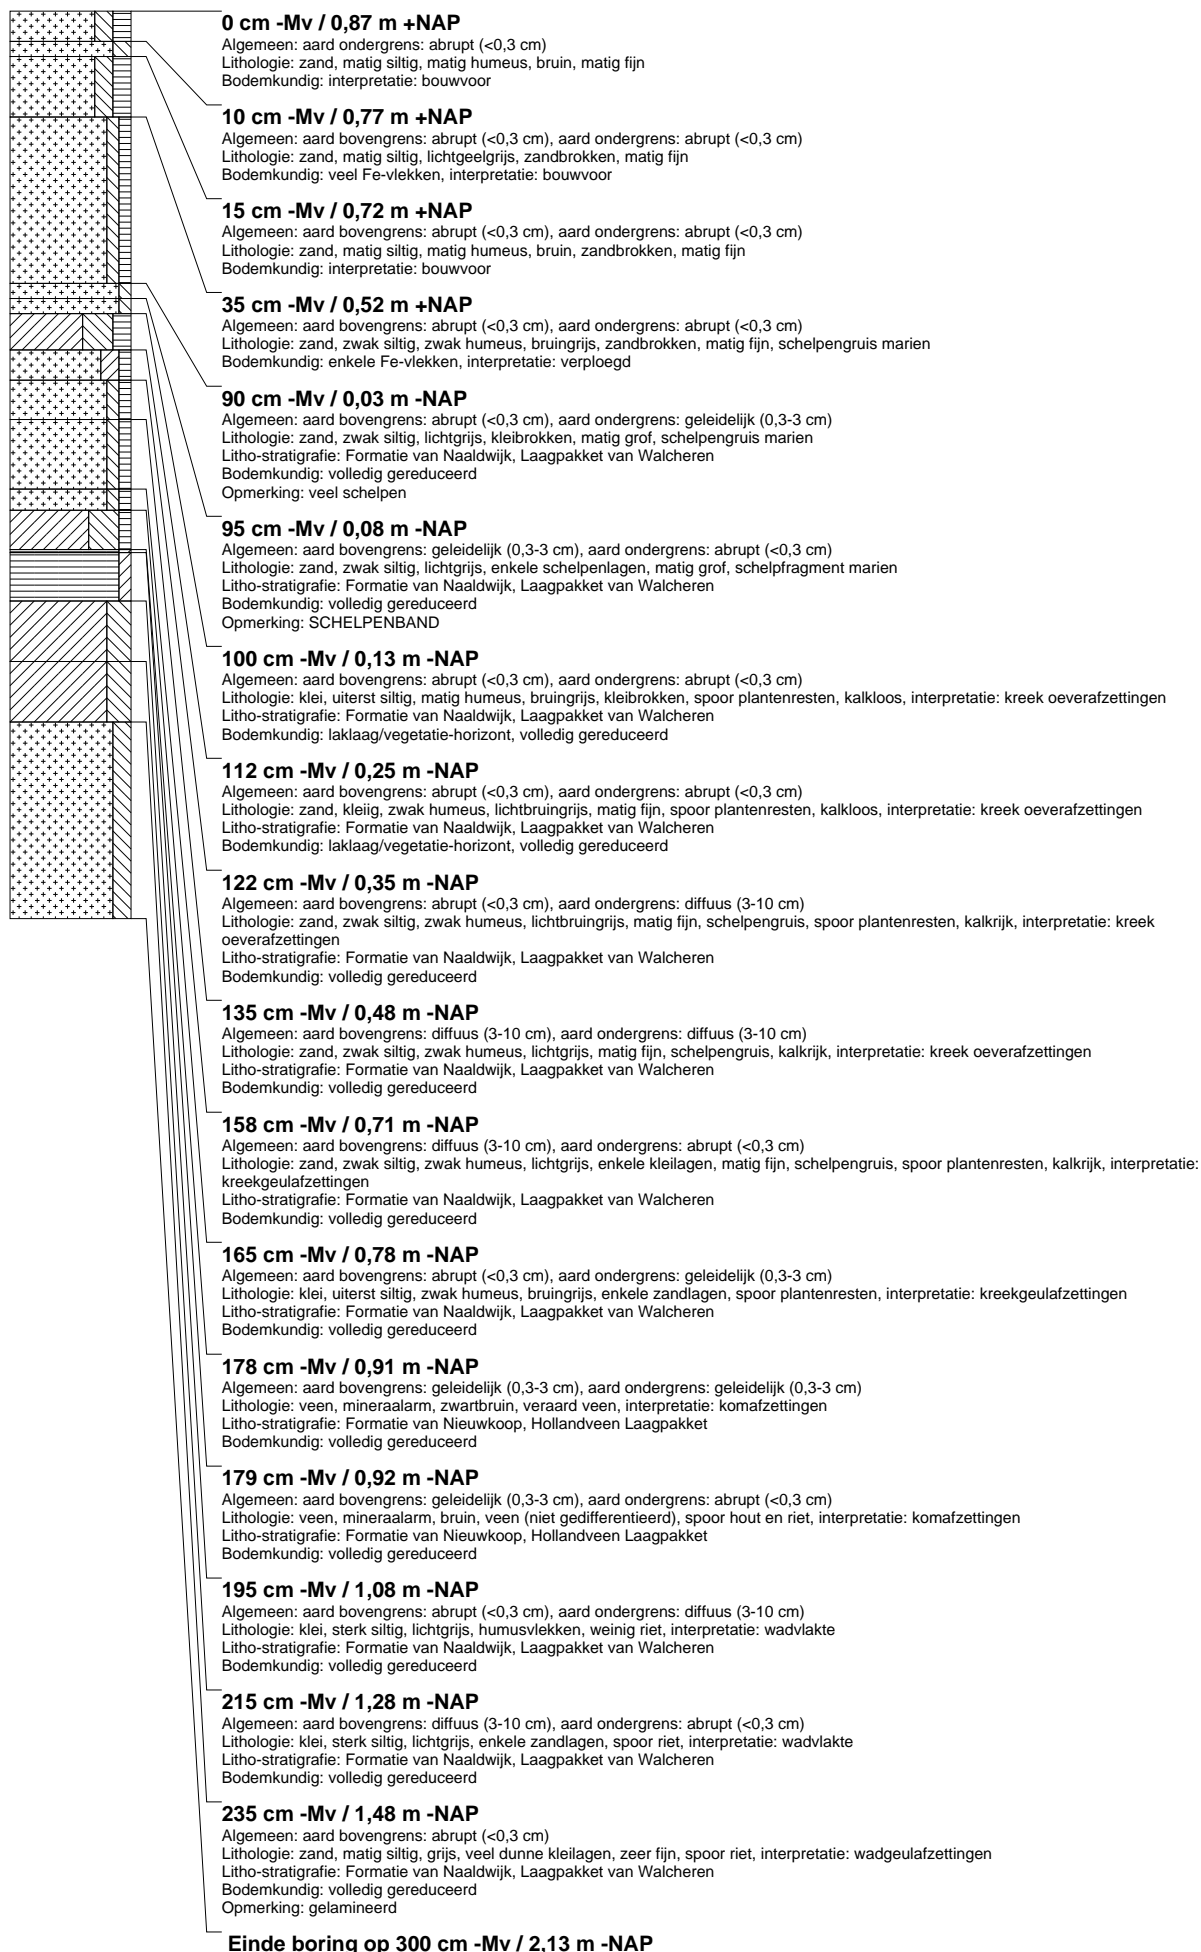 0 cm -Mv / 0,87 m +NAP
Algemeen: aard ondergrens: abrupt (<0,3 cm)
Lithologie: zand, matig siltig, matig humeus, bruin, matig fijn
Bodemkundig: interpretatie: bouwvoor
10 cm -Mv / 0,77 m +NAP
Algemeen: aard bovengrens: abrupt (<0,3 cm), aard ondergrens: abrupt (<0,3 cm)
Lithologie: zand, matig siltig, lichtgeelgrijs, zandbrokken, matig fijn
Bodemkundig: veel Fe-vlekken, interpretatie: bouwvoor
15 cm -Mv / 0,72 m +NAP
Algemeen: aard bovengrens: abrupt (<0,3 cm), aard ondergrens: abrupt (<0,3 cm)
Lithologie: zand, matig siltig, matig humeus, bruin, zandbrokken, matig fijn
Bodemkundig: interpretatie: bouwvoor
35 cm -Mv / 0,52 m +NAP
Algemeen: aard bovengrens: abrupt (<0,3 cm), aard ondergrens: abrupt (<0,3 cm)
Lithologie: zand, zwak siltig, zwak humeus, bruingrijs, zandbrokken, matig fijn, schelpengruis marien
Bodemkundig: enkele Fe-vlekken, interpretatie: verploegd
90 cm -Mv / 0,03 m -NAP
Algemeen: aard bovengrens: abrupt (<0,3 cm), aard ondergrens: geleidelijk (0,3-3 cm)
Lithologie: zand, zwak siltig, lichtgrijs, kleibrokken, matig grof, schelpengruis marien
Litho-stratigrafie: Formatie van Naaldwijk, Laagpakket van Walcheren
Bodemkundig: volledig gereduceerd
Opmerking: veel schelpen
95 cm -Mv / 0,08 m -NAP
Algemeen: aard bovengrens: geleidelijk (0,3-3 cm), aard ondergrens: abrupt (<0,3 cm)
Lithologie: zand, zwak siltig, lichtgrijs, enkele schelpenlagen, matig grof, schelpfragment marien
Litho-stratigrafie: Formatie van Naaldwijk, Laagpakket van Walcheren
Bodemkundig: volledig gereduceerd
Opmerking: SCHELPENBAND
100 cm -Mv / 0,13 m -NAP
Algemeen: aard bovengrens: abrupt (<0,3 cm), aard ondergrens: abrupt (<0,3 cm)
Lithologie: klei, uiterst siltig, matig humeus, bruingrijs, kleibrokken, spoor plantenresten, kalkloos, interpretatie: kreek oeverafzettingen
Litho-stratigrafie: Formatie van Naaldwijk, Laagpakket van Walcheren
Bodemkundig: laklaag/vegetatie-horizont, volledig gereduceerd
112 cm -Mv / 0,25 m -NAP
Algemeen: aard bovengrens: abrupt (<0,3 cm), aard ondergrens: abrupt (<0,3 cm)
Lithologie: zand, kleiig, zwak humeus, lichtbruingrijs, matig fijn, spoor plantenresten, kalkloos, interpretatie: kreek oeverafzettingen
Litho-stratigrafie: Formatie van Naaldwijk, Laagpakket van Walcheren
Bodemkundig: laklaag/vegetatie-horizont, volledig gereduceerd
122 cm -Mv / 0,35 m -NAP
Algemeen: aard bovengrens: abrupt (<0,3 cm), aard ondergrens: diffuus (3-10 cm)
Lithologie: zand, zwak siltig, zwak humeus, lichtbruingrijs, matig fijn, schelpengruis, spoor plantenresten, kalkrijk, interpretatie: kreek
oeverafzettingen
Litho-stratigrafie: Formatie van Naaldwijk, Laagpakket van Walcheren
Bodemkundig: volledig gereduceerd
135 cm -Mv / 0,48 m -NAP
Algemeen: aard bovengrens: diffuus (3-10 cm), aard ondergrens: diffuus (3-10 cm)
Lithologie: zand, zwak siltig, zwak humeus, lichtgrijs, matig fijn, schelpengruis, kalkrijk, interpretatie: kreek oeverafzettingen
Litho-stratigrafie: Formatie van Naaldwijk, Laagpakket van Walcheren
Bodemkundig: volledig gereduceerd
158 cm -Mv / 0,71 m -NAP
Algemeen: aard bovengrens: diffuus (3-10 cm), aard ondergrens: abrupt (<0,3 cm)
Lithologie: zand, zwak siltig, zwak humeus, lichtgrijs, enkele kleilagen, matig fijn, schelpengruis, spoor plantenresten, kalkrijk, interpretatie:
kreekgeulafzettingen
Litho-stratigrafie: Formatie van Naaldwijk, Laagpakket van Walcheren
Bodemkundig: volledig gereduceerd
165 cm -Mv / 0,78 m -NAP
Algemeen: aard bovengrens: abrupt (<0,3 cm), aard ondergrens: geleidelijk (0,3-3 cm)
Lithologie: klei, uiterst siltig, zwak humeus, bruingrijs, enkele zandlagen, spoor plantenresten, interpretatie: kreekgeulafzettingen
Litho-stratigrafie: Formatie van Naaldwijk, Laagpakket van Walcheren
Bodemkundig: volledig gereduceerd
178 cm -Mv / 0,91 m -NAP
Algemeen: aard bovengrens: geleidelijk (0,3-3 cm), aard ondergrens: geleidelijk (0,3-3 cm)
Lithologie: veen, mineraalarm, zwartbruin, veraard veen, interpretatie: komafzettingen
Litho-stratigrafie: Formatie van Nieuwkoop, Hollandveen Laagpakket
Bodemkundig: volledig gereduceerd
179 cm -Mv / 0,92 m -NAP
Algemeen: aard bovengrens: geleidelijk (0,3-3 cm), aard ondergrens: abrupt (<0,3 cm)
Lithologie: veen, mineraalarm, bruin, veen (niet gedifferentieerd), spoor hout en riet, interpretatie: komafzettingen
Litho-stratigrafie: Formatie van Nieuwkoop, Hollandveen Laagpakket
Bodemkundig: volledig gereduceerd
195 cm -Mv / 1,08 m -NAP
Algemeen: aard bovengrens: abrupt (<0,3 cm), aard ondergrens: diffuus (3-10 cm)
Lithologie: klei, sterk siltig, lichtgrijs, humusvlekken, weinig riet, interpretatie: wadvlakte
Litho-stratigrafie: Formatie van Naaldwijk, Laagpakket van Walcheren
Bodemkundig: volledig gereduceerd
215 cm -Mv / 1,28 m -NAP
Algemeen: aard bovengrens: diffuus (3-10 cm), aard ondergrens: abrupt (<0,3 cm)
Lithologie: klei, sterk siltig, lichtgrijs, enkele zandlagen, spoor riet, interpretatie: wadvlakte
Litho-stratigrafie: Formatie van Naaldwijk, Laagpakket van Walcheren
Bodemkundig: volledig gereduceerd
235 cm -Mv / 1,48 m -NAP
Algemeen: aard bovengrens: abrupt (<0,3 cm)
Lithologie: zand, matig siltig, grijs, veel dunne kleilagen, zeer fijn, spoor riet, interpretatie: wadgeulafzettingen
Litho-stratigrafie: Formatie van Naaldwijk, Laagpakket van Walcheren
Bodemkundig: volledig gereduceerd
Opmerking: gelamineerd
Einde boring op 300 cm -Mv / 2,13 m -NAP